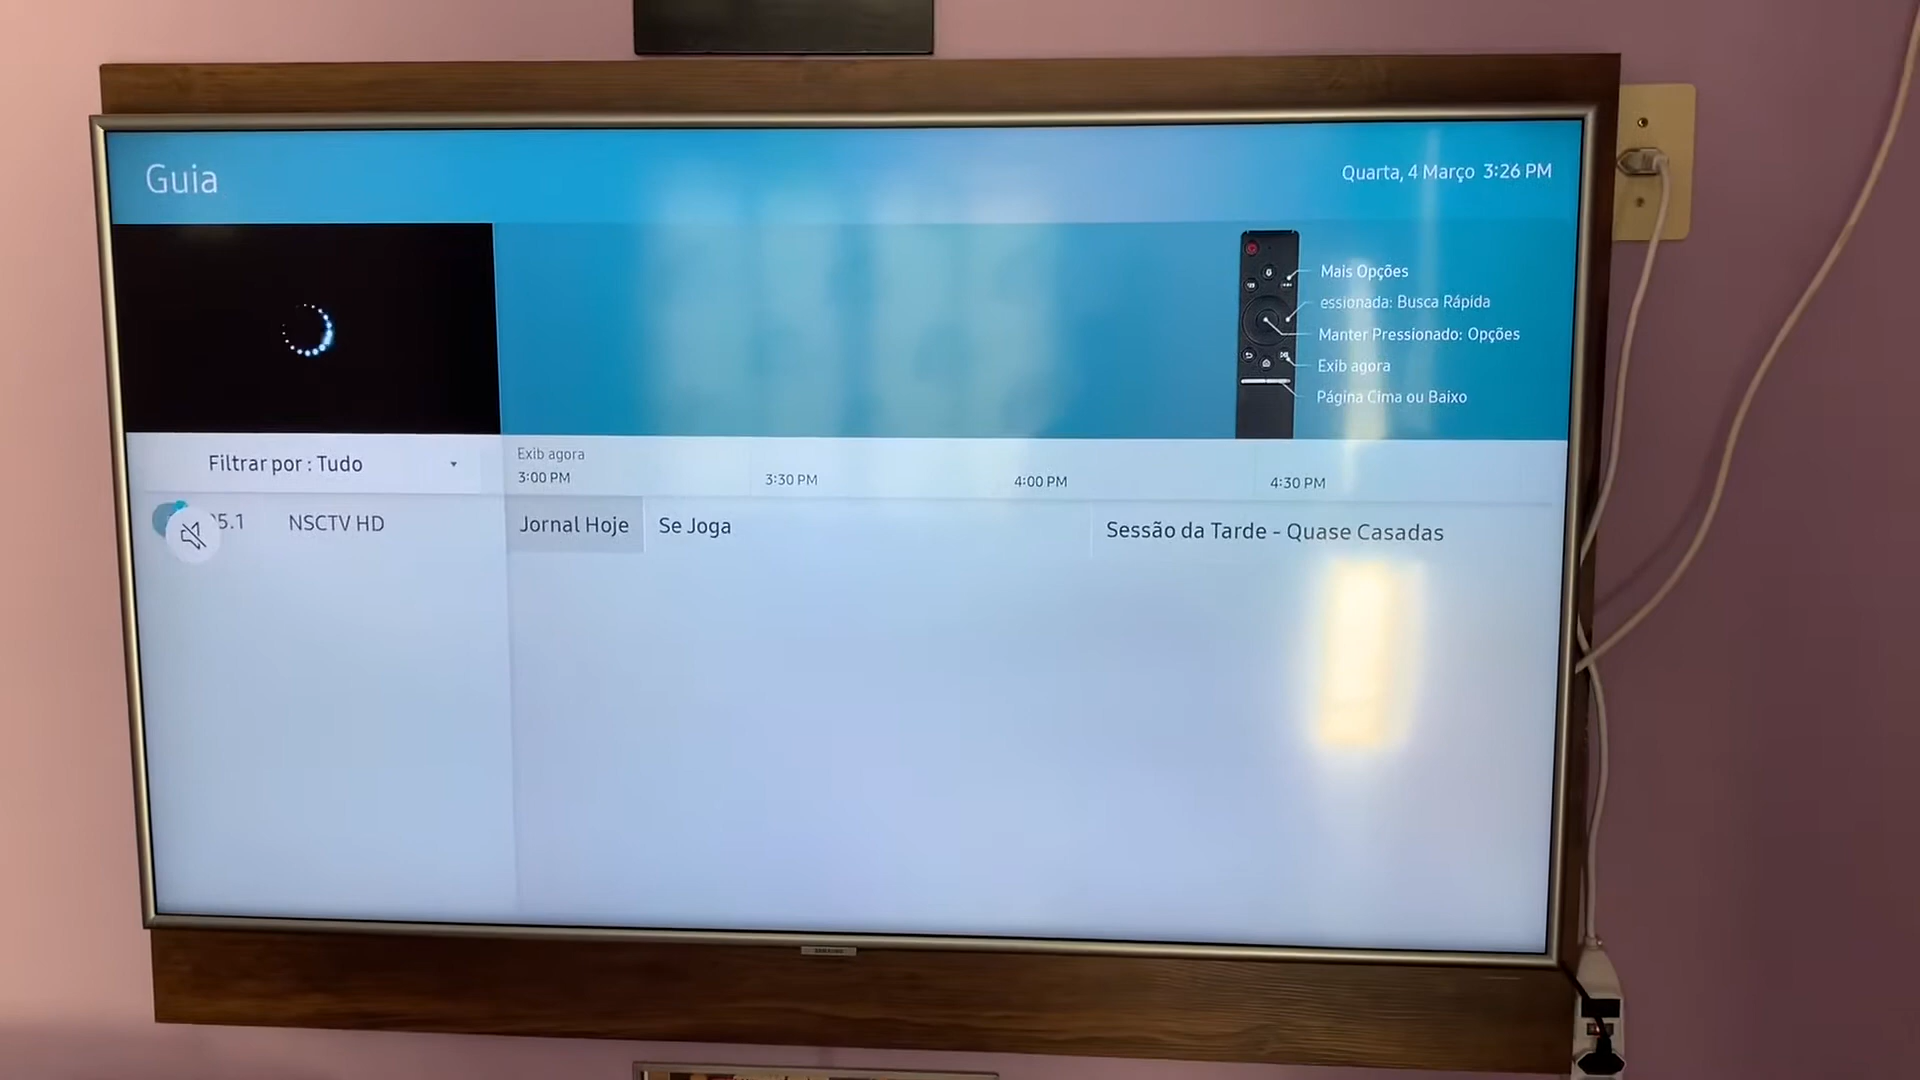 Guia
Quarta, 4 Março 3:26 PM
Mais Opções
essionada: Busca Rápida
Manter Pressionado: Opções
Exib agora
Página Cima ou Baixo
Filtrar por : Tudo
Exib agora
3:00 PM
3:30 PM
4:00 PM
4:30 PM
5.1
NSCTV HD
Jornal Hoje
Se Joga
Sessão da Tarde - Quase Casadas
SAMSUNG